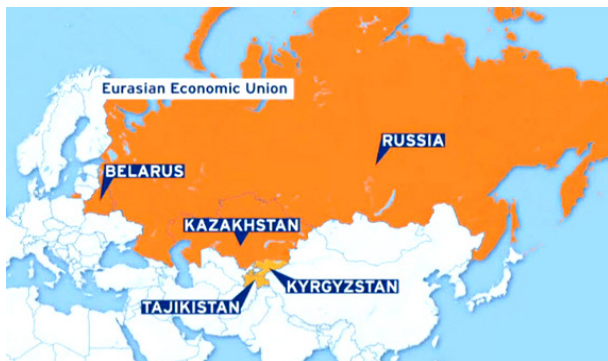 Eurasian Economic Union
RUSSIA
BELARUS
KAZAKHSTAN
KYRGYZSTAN
TAJIKISTAN